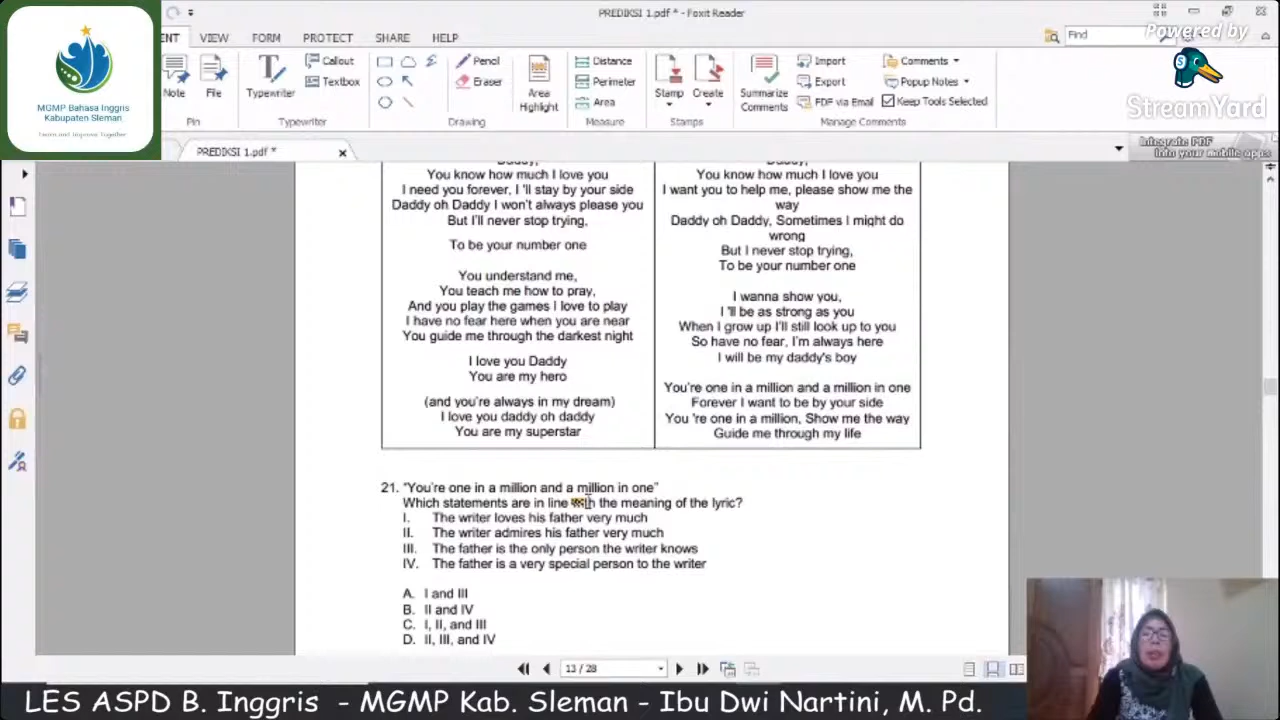 PREDIKSI 1.pdf * - Foxit Reader
Powered by
StreamYard
MGMP Bahasa Inggris
Kabupaten Sleman
Learn and Improve Together
ENT VIEW FORM PROTECT SHARE HELP
Find
Note File
Pin
Typewriter
Callout
Textbox
Typewriter
Pencil
Eraser
Drawing
Area
Highlight
Distance
Perimeter
Area
Measure
Stamp Create
Stamps
Summarize
Comments
Import
Export
FDF via Email
Comments
Popup Notes
Keep Tools Selected
Manage Comments
PREDIKSI 1.pdf *
Integrate PDF
into your mobile apps
Daddy,
You know how much I love you
I need you forever, I 'll stay by your side
Daddy oh Daddy I won't always please you
But I'll never stop trying,
To be your number one
You understand me,
You teach me how to pray,
And you play the games I love to play
I have no fear here when you are near
You guide me through the darkest night
I love you Daddy
You are my hero
(and you're always in my dream)
I love you daddy oh daddy
You are my superstar
Daddy,
You know how much I love you
I want you to help me, please show me the
way
Daddy oh Daddy, Sometimes I might do
wrong
But I never stop trying,
To be your number one
I wanna show you,
I 'll be as strong as you
When I grow up I'll still look up to you
So have no fear, I'm always here
I will be my daddy's boy
You're one in a million and a million in one
Forever I want to be by your side
You 're one in a million, Show me the way
Guide me through my life
21. "You're one in a million and a million in one"
Which statements are in line with the meaning of the lyric?
I. The writer loves his father very much
II. The writer admires his father very much
III. The father is the only person the writer knows
IV. The father is a very special person to the writer
A. I and III
B. II and IV
C. I, II, and III
D. II, III, and IV
13 / 28
LES ASPD B. Inggris - MGMP Kab. Sleman - Ibu Dwi Nartini, M. Pd.